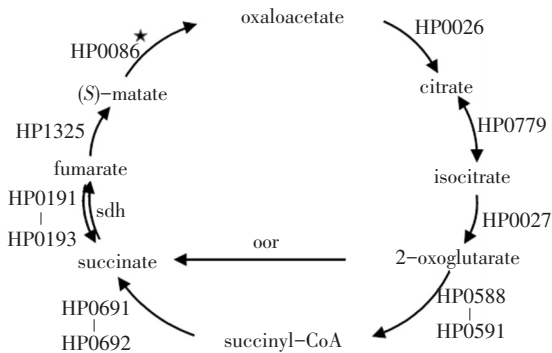 oxaloacetate
HP0086
★
HP0026
(S)-matate
citrate
HP1325
HP0779
fumarate
isocitrate
HP0191
HP0193
sdh
HP0027
oor
succinate
2-oxoglutarate
HP0691
HP0692
HP0588
HP0591
succinyl-CoA